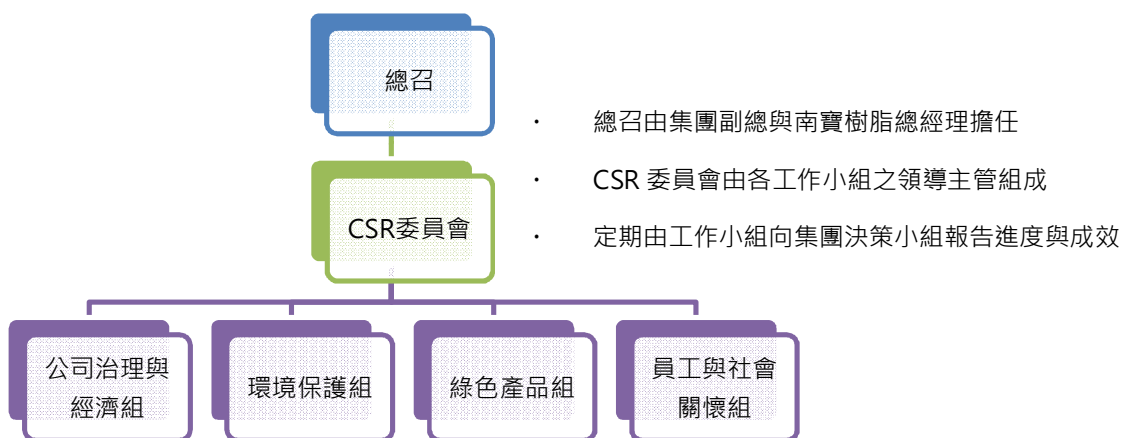 總召
・ 總召由集團副總與南寶樹脂總經理擔任
・ CSR 委員會由各工作小組之領導主管組成
CSR委員會
・ 定期由工作小組向集團決策小組報告進度與成效
公司治理與
經濟組
環境保護組
綠色產品組
員工與社會
關懷組